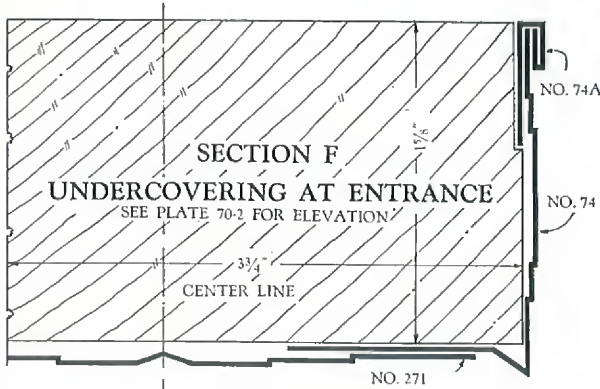 NO. 74A
1⅝"
SECTION F
UNDERCOVERING AT ENTRANCE
SEE PLATE 70-2 FOR ELEVATION
NO. 74
3¾"
CENTER LINE
NO. 271